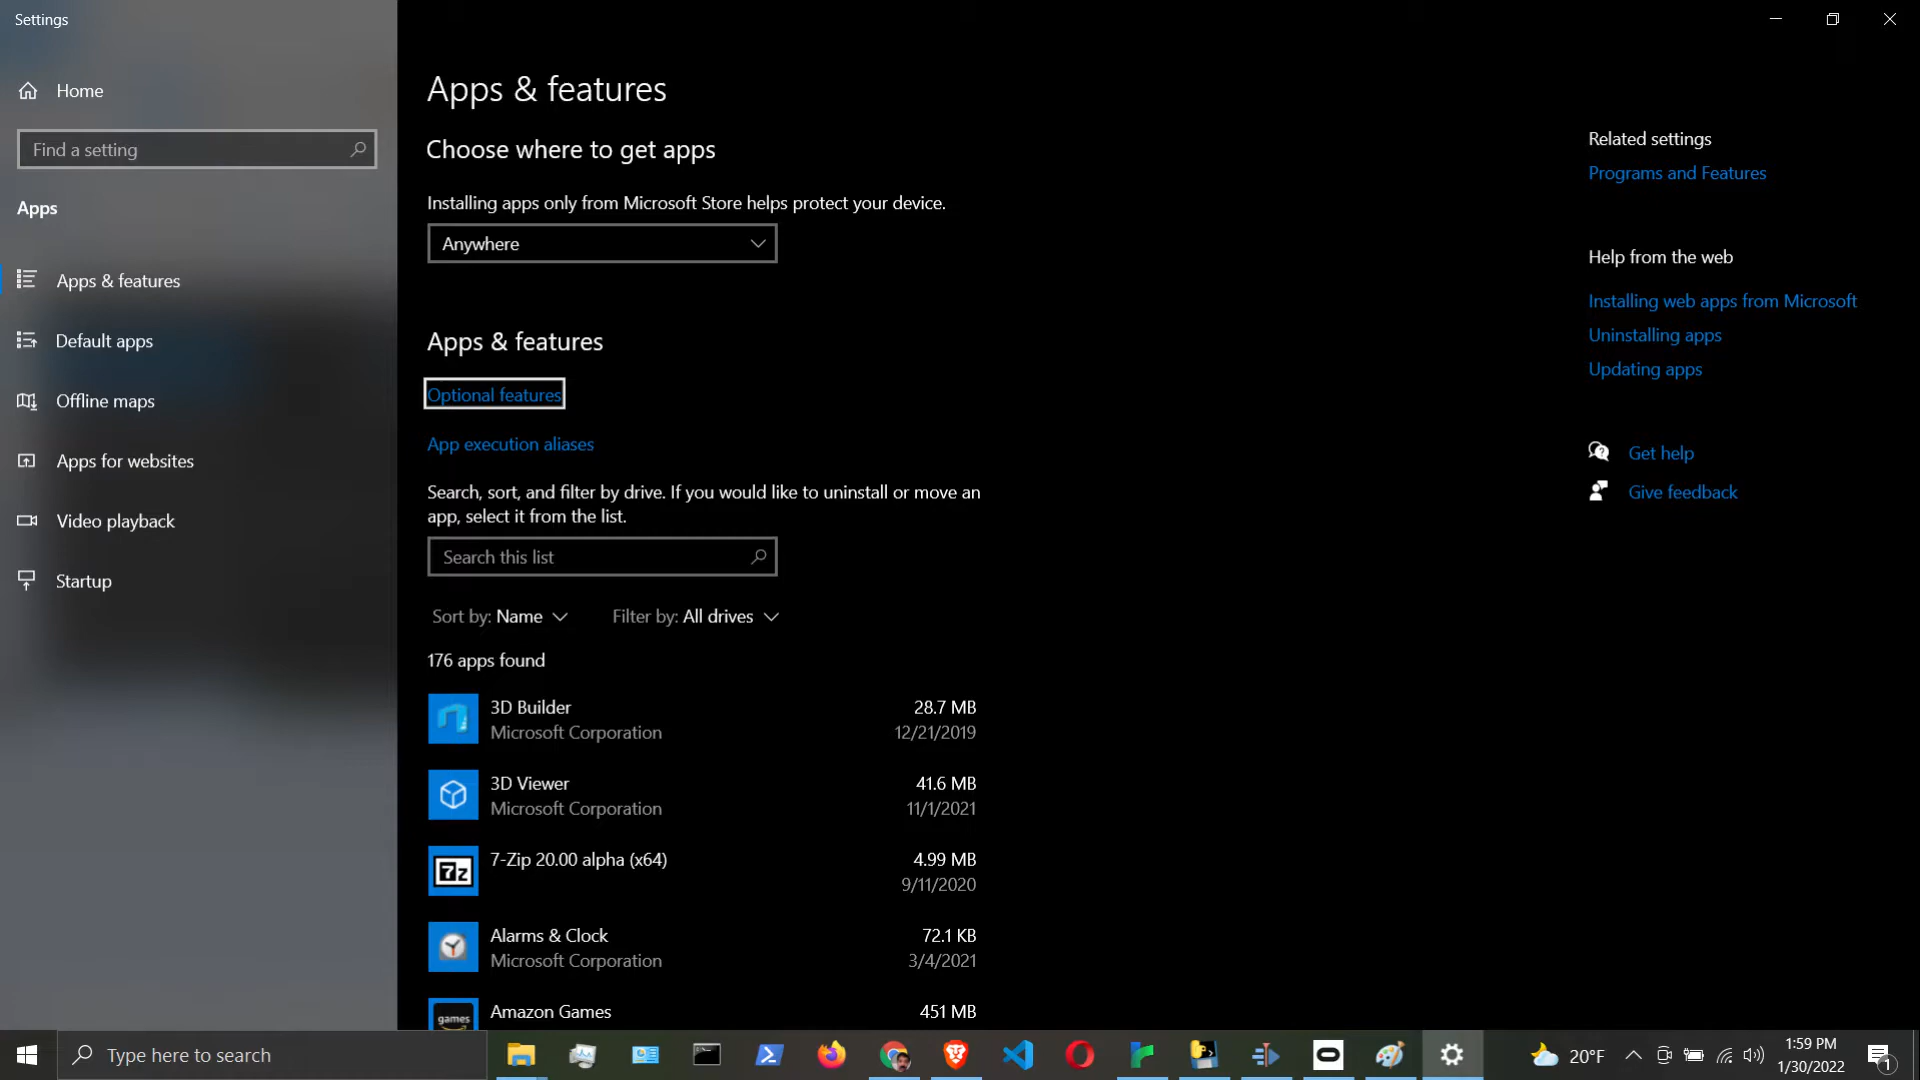 Settings
Home
Find a setting
Apps
Apps & features
Default apps
Offline maps
Apps for websites
Video playback
Startup
Apps & features
Choose where to get apps
Installing apps only from Microsoft Store helps protect your device.
Anywhere
Apps & features
Optional features
App execution aliases
Search, sort, and filter by drive. If you would like to uninstall or move an
app, select it from the list.
Search this list
Sort by: Name
Filter by: All drives
176 apps found
3D Builder
28.7 MB
Microsoft Corporation
12/21/2019
3D Viewer
41.6 MB
Microsoft Corporation
11/1/2021
7z
7-Zip 20.00 alpha (x64)
4.99 MB
9/11/2020
Alarms & Clock
72.1 KB
Microsoft Corporation
3/4/2021
games
Amazon Games
451 MB
Related settings
Programs and Features
Help from the web
Installing web apps from Microsoft
Uninstalling apps
Updating apps
Get help
Give feedback
Type here to search
20°F
1:59 PM
1/30/2022
1